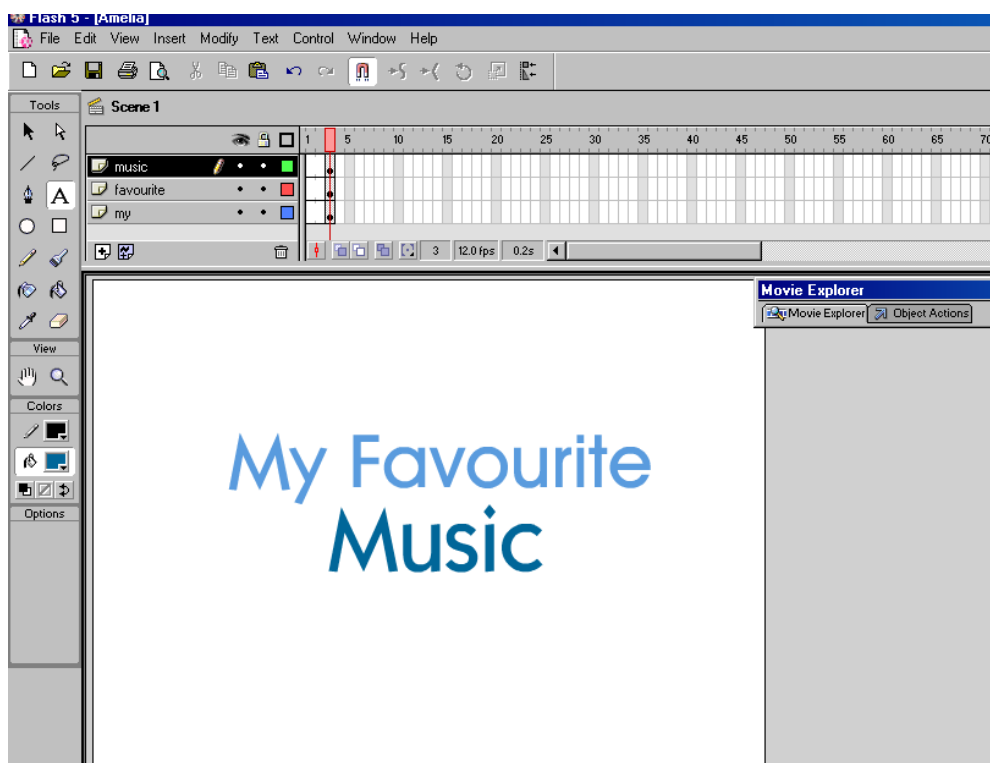 Flash 5 - [Amelia]
File Edit View Insert Modify Text Control Window Help
Tools
Scene 1
1 5 10 15 20 25 30 35 40 45 50 55 60 65 70
music
favourite
A
my
3 12.0 fps 0.2s
Movie Explorer
Movie Explorer Object Actions
View
Colors
Options
My Favourite
Music